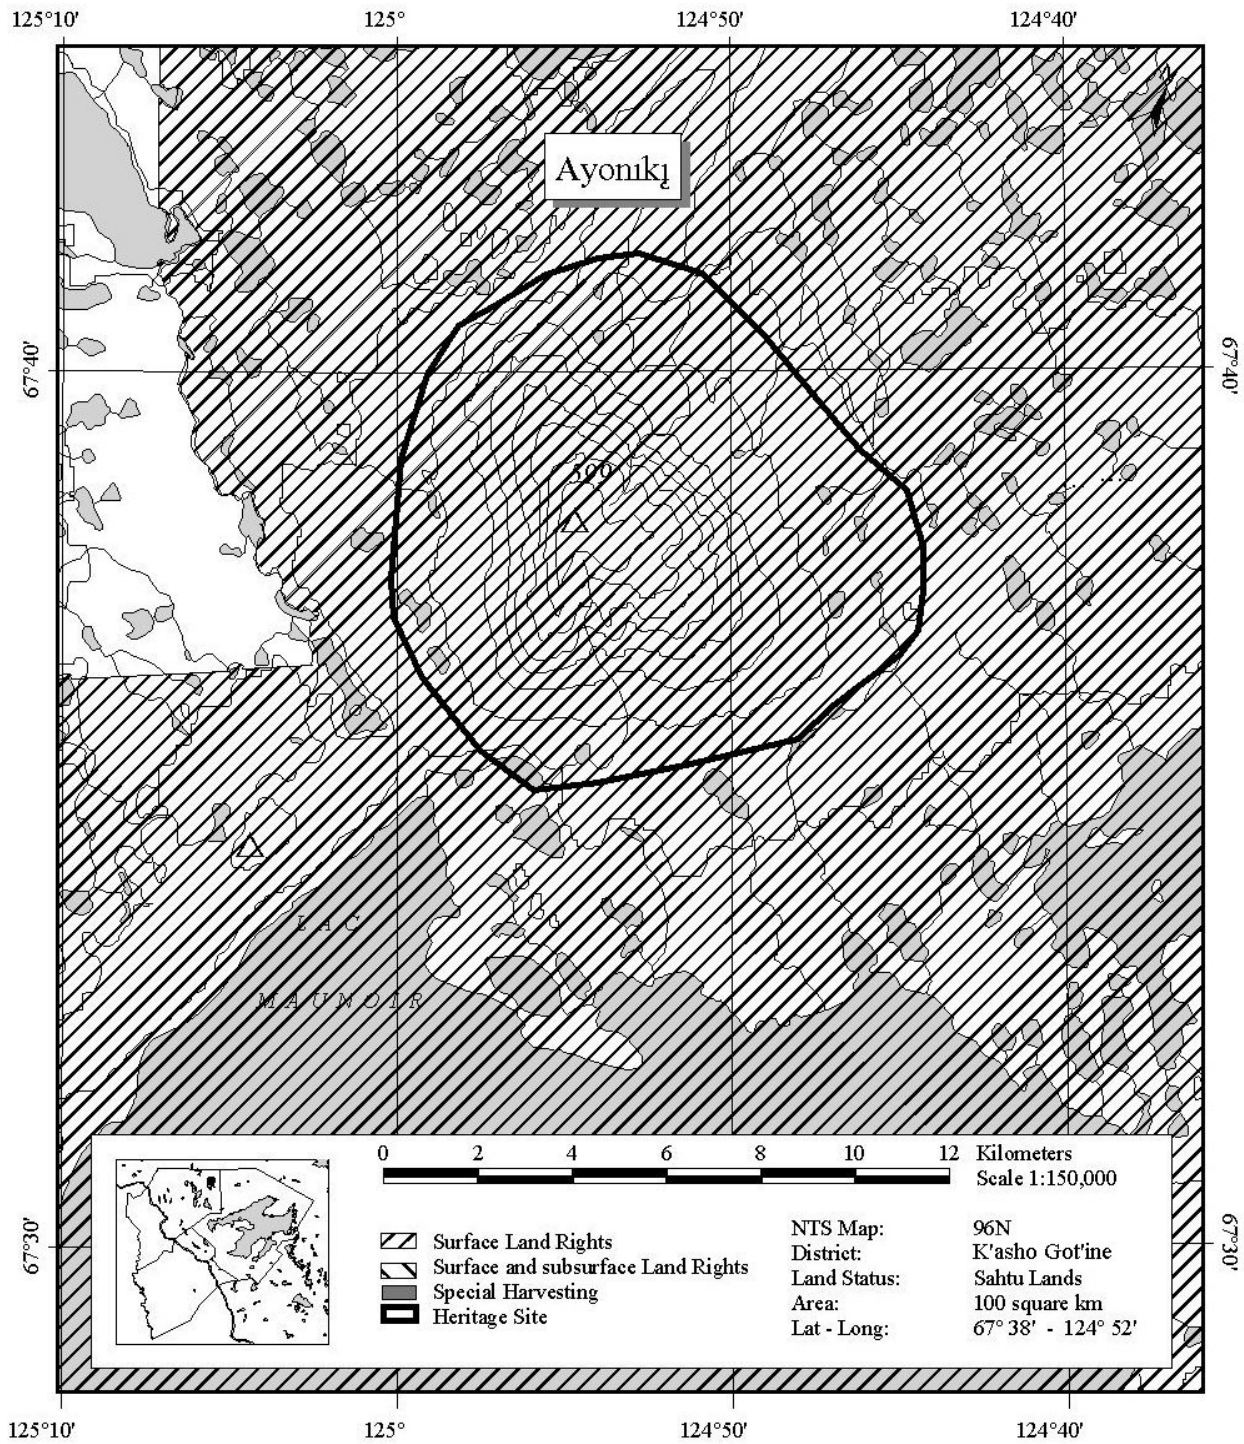 125°10' 125° 124°50' 124°40'
Ayonıkį
67°40' 67°40'
599
LAC
MAUNOIR
0 2 4 6 8 10 12 Kilometers
Scale 1:150,000
Surface Land Rights
Surface and subsurface Land Rights
Special Harvesting
Heritage Site
NTS Map: 96N
District: K'asho Got'ine
Land Status: Sahtu Lands
Area: 100 square km
Lat - Long: 67° 38' - 124° 52'
67°30' 67°30'
125°10' 125° 124°50' 124°40'